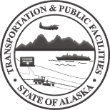 TRANSPORTATION & PUBLIC FACILITIES
STATE OF ALASKA